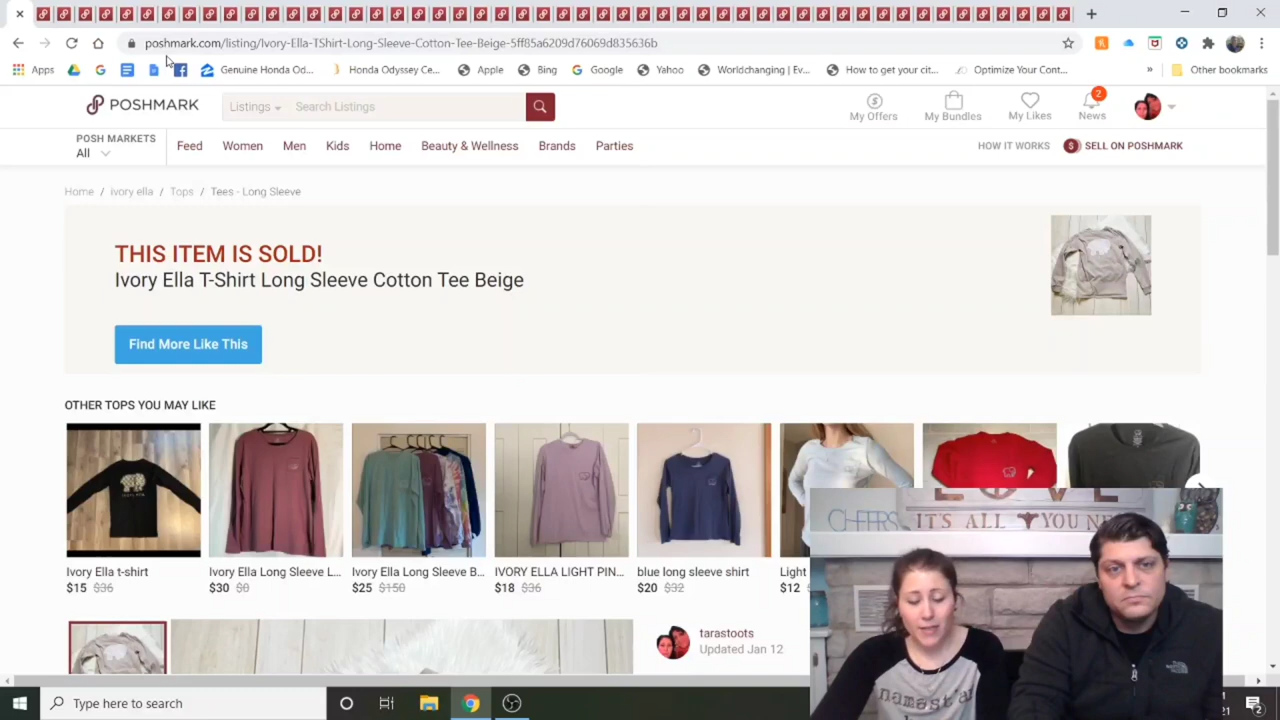 poshmark.com/listing/Ivory-Ella-TShirt-Long-Sleeve-Cotton-Tee-Beige-5ff85a6209d76069d835636b
Apps
Genuine Honda Od...
Honda Odyssey Ce...
Apple
Bing
Google
Yahoo
Worldchanging | Ev...
How to get your cit...
Optimize Your Cont...
»
Other bookmarks
POSHMARK
Listings
Search Listings
My Offers
My Bundles
My Likes
2
News
POSH MARKETS
All
Feed
Women
Men
Kids
Home
Beauty & Wellness
Brands
Parties
HOW IT WORKS
$ SELL ON POSHMARK
Home / ivory ella / Tops / Tees - Long Sleeve
THIS ITEM IS SOLD!
Ivory Ella T-Shirt Long Sleeve Cotton Tee Beige
Find More Like This
OTHER TOPS YOU MAY LIKE
Ivory Ella t-shirt
$15 $36
Ivory Ella Long Sleeve L...
$30 $0
Ivory Ella Long Sleeve B...
$25 $150
IVORY ELLA LIGHT PIN...
$18 $36
blue long sleeve shirt
$20 $32
Light
$12
tarastoots
Updated Jan 12
LOVE
CHEERS
IT'S ALL YOU N
namast'a
Type here to search
21
2